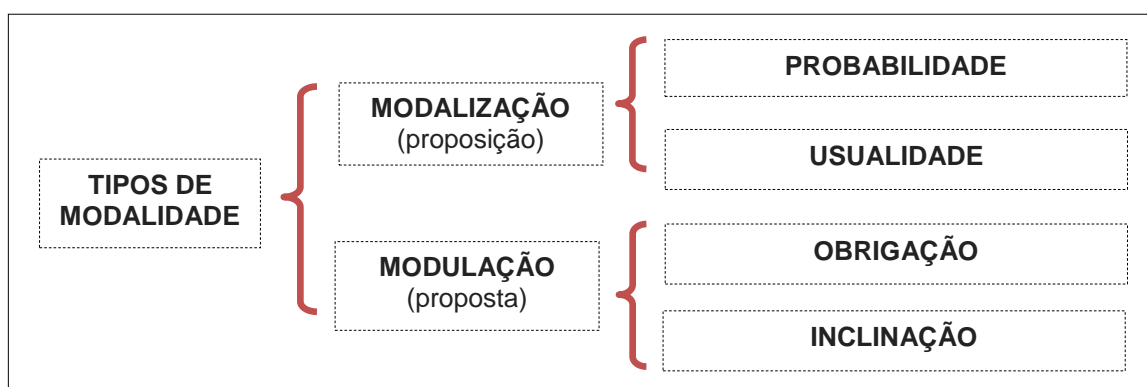 TIPOS DE
MODALIDADE
MODALIZAÇÃO
(proposição)
PROBABILIDADE
USUALIDADE
MODULAÇÃO
(proposta)
OBRIGAÇÃO
INCLINAÇÃO